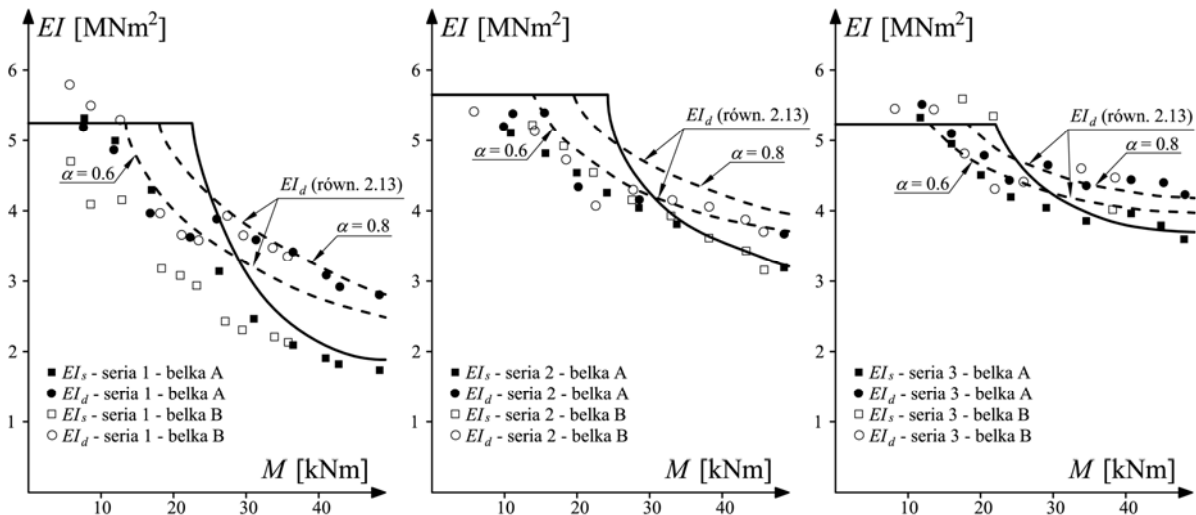 EI [MNm²]
6
5
4
3
2
1
α = 0.6
EI_d (równ. 2.13)
α = 0.8
EI_s - seria 1 - belka A
EI_d - seria 1 - belka A
EI_s - seria 1 - belka B
EI_d - seria 1 - belka B
M [kNm]
0
10
20
30
40
EI [MNm²]
6
5
4
3
2
1
EI_d (równ. 2.13)
α = 0.6
α = 0.8
EI_s - seria 2 - belka A
EI_d - seria 2 - belka A
EI_s - seria 2 - belka B
EI_d - seria 2 - belka B
M [kNm]
0
10
20
30
40
EI [MNm²]
6
5
4
3
2
1
EI_d (równ. 2.13)
α = 0.8
α = 0.6
EI_s - seria 3 - belka A
EI_d - seria 3 - belka A
EI_s - seria 3 - belka B
EI_d - seria 3 - belka B
M [kNm]
0
10
20
30
40